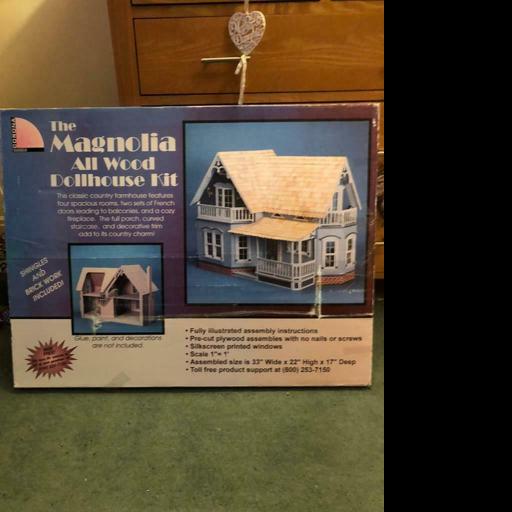 CORONA
The
Magnolia
All Wood
Dollhouse Kit
The classic country farmhouse features
four spacious rooms, two sets of French
doors leading to balconies, and a cozy
fireplace. The full porch, curved
staircase, and decorative trim
add to its country charm!
SHINGLES
AND
BRICK WORK
INCLUDED!
Glue, paint, and decorations
are not included.
• Fully illustrated assembly instructions
• Pre-cut plywood assembles with no nails or screws
• Silkscreen printed windows
• Scale 1"= 1'
• Assembled size is 33" Wide x 22" High x 17" Deep
• Toll free product support at (800) 253-7150